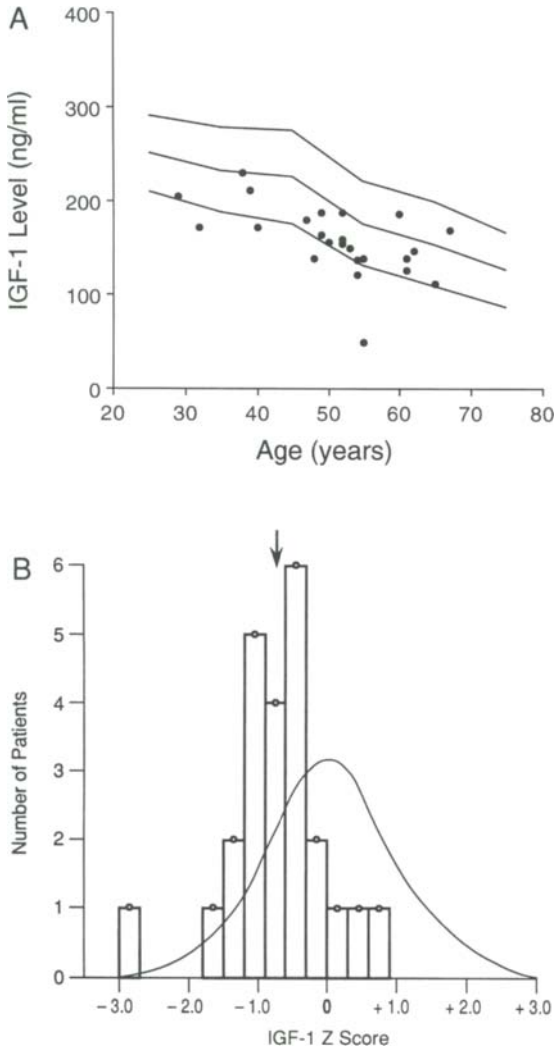 A
400
300
200
100
0
IGF-1 Level (ng/ml)
20 30 40 50 60 70 80
Age (years)
B
6
5
4
3
2
1
0
Number of Patients
− 3.0 − 2.0 − 1.0 0 + 1.0 + 2.0 + 3.0
IGF-1 Z Score